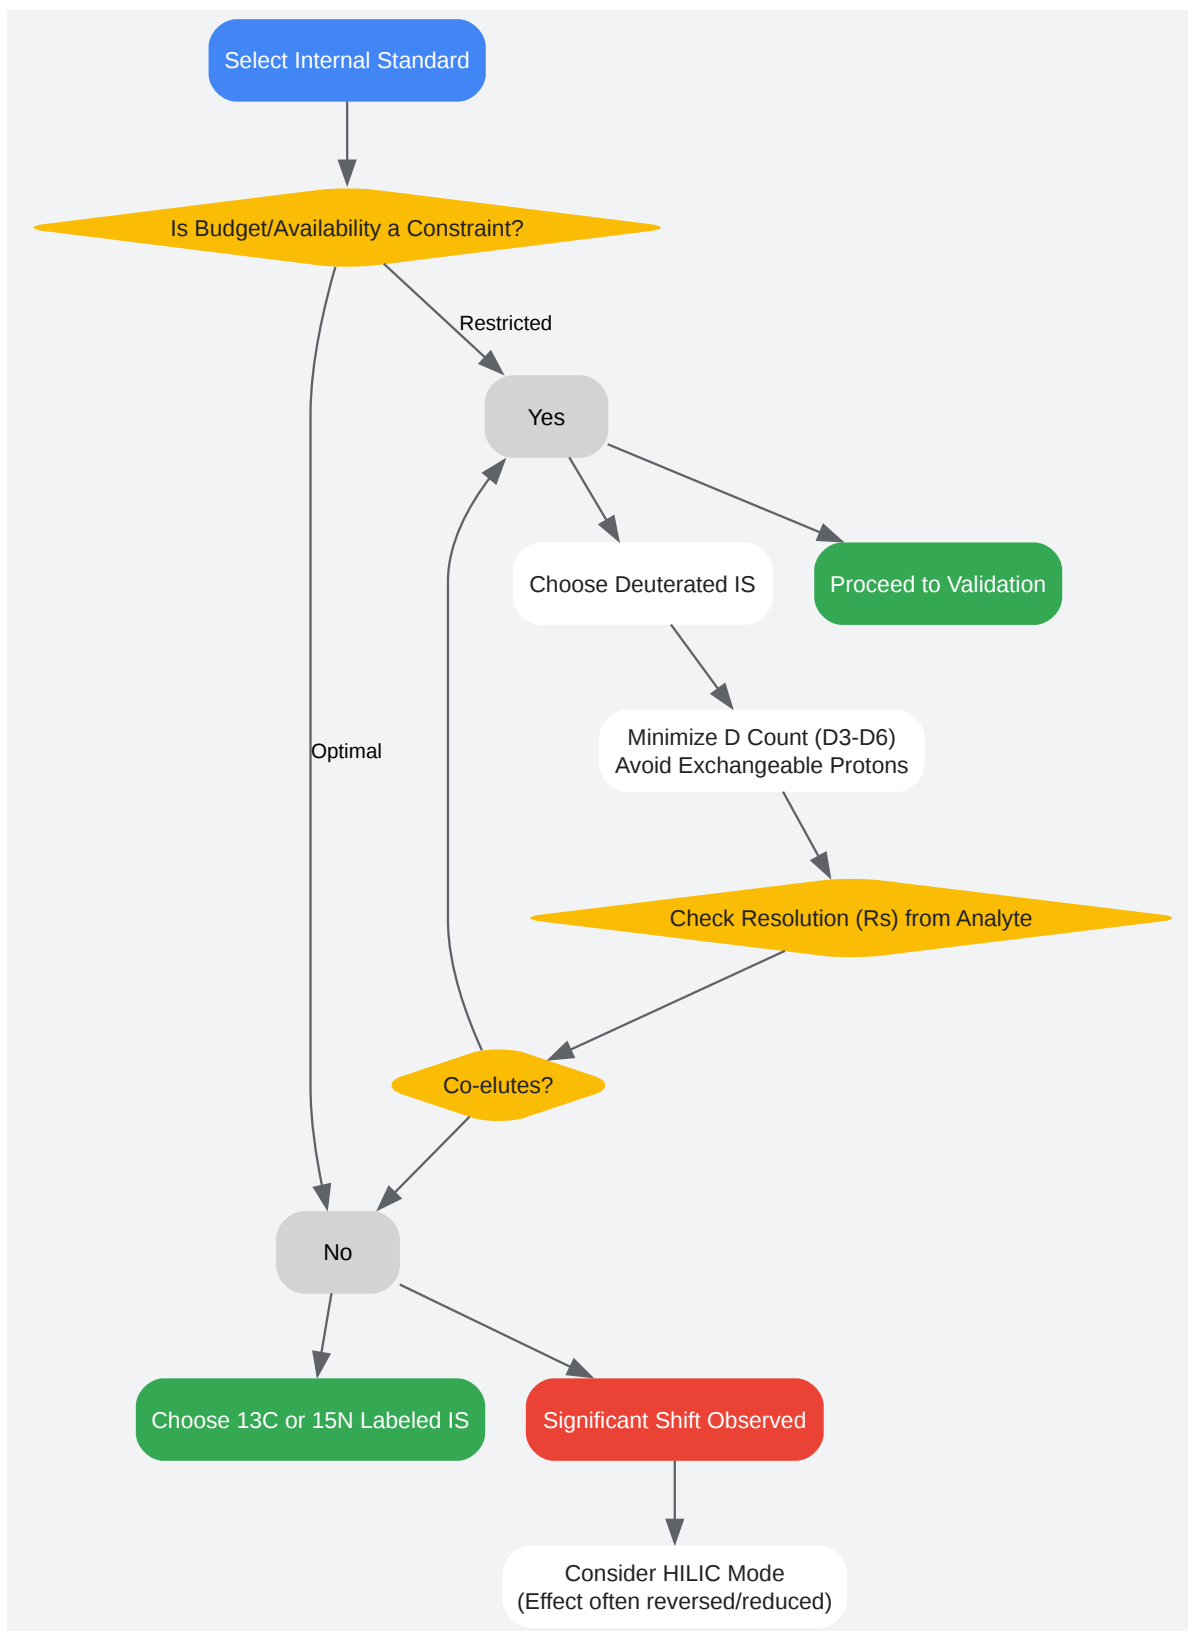 Select Internal Standard
Is Budget/Availability a Constraint?
Restricted
Yes
Choose Deuterated IS
Proceed to Validation
Minimize D Count (D3-D6)
Avoid Exchangeable Protons
Optimal
Check Resolution (Rs) from Analyte
Co-elutes?
No
Choose 13C or 15N Labeled IS
Significant Shift Observed
Consider HILIC Mode
(Effect often reversed/reduced)